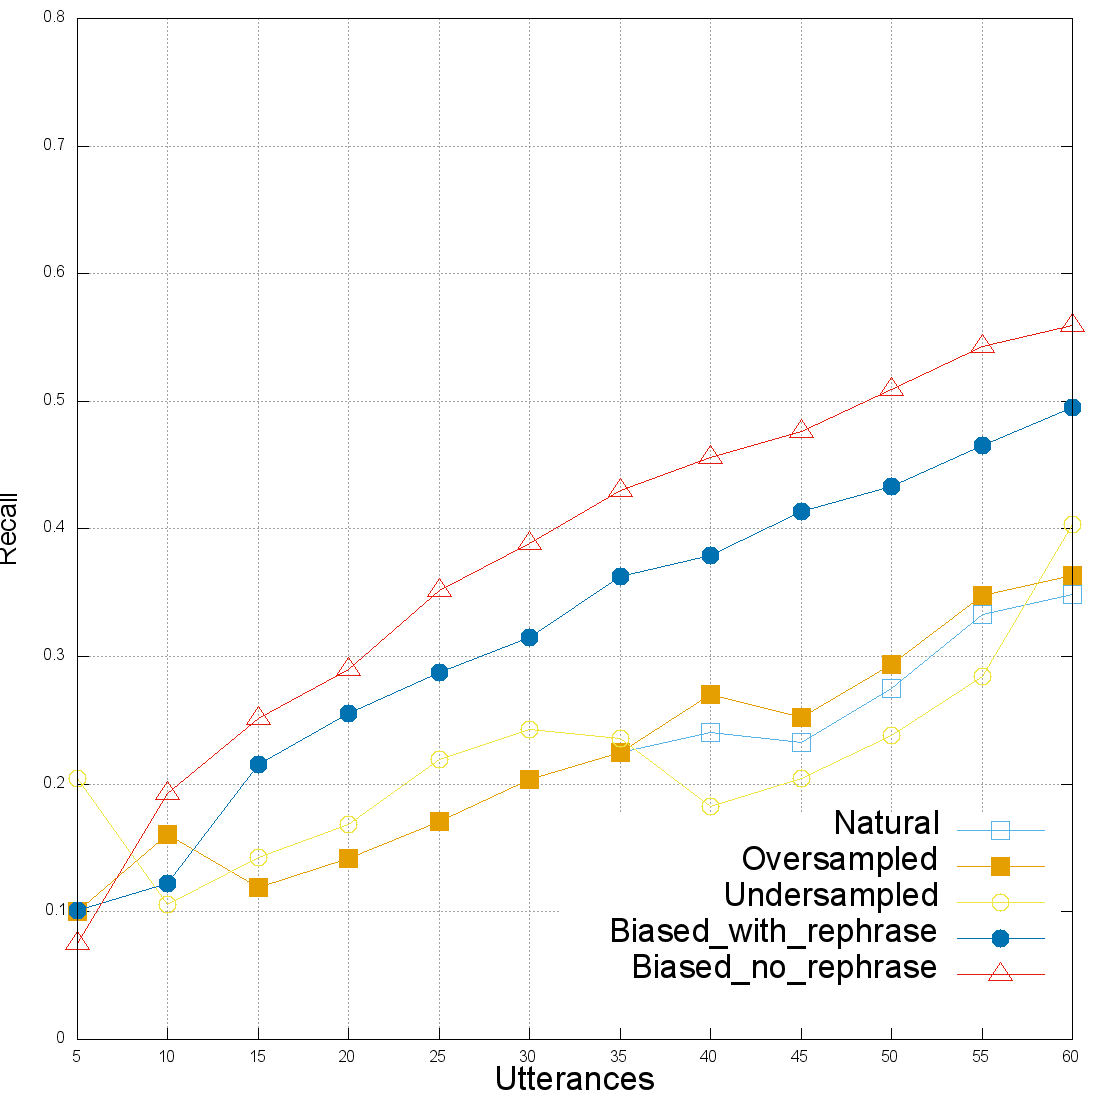 0.8
0.7
0.6
0.5
0.4
0.3
0.2
0.1
0
Recall
Natural
Oversampled
Undersampled
Biased_with_rephrase
Biased_no_rephrase
5 10 15 20 25 30 35 40 45 50 55 60
Utterances